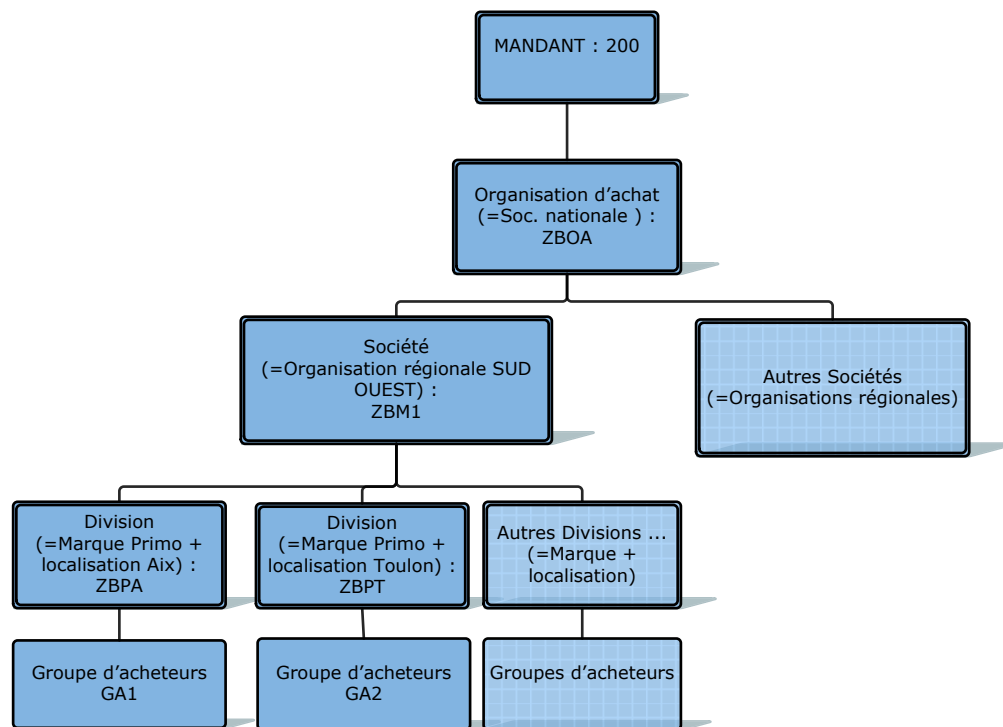 MANDANT : 200
Organisation d’achat
(=Soc. nationale ) :
ZBOA
Société
(=Organisation régionale SUD
OUEST) :
ZBM1
Autres Sociétés
(=Organisations régionales)
Division
(=Marque Primo +
localisation Aix) :
ZBPA
Division
(=Marque Primo +
localisation Toulon) :
ZBPT
Autres Divisions ...
(=Marque +
localisation)
Groupe d’acheteurs
GA1
Groupe d’acheteurs
GA2
Groupes d’acheteurs